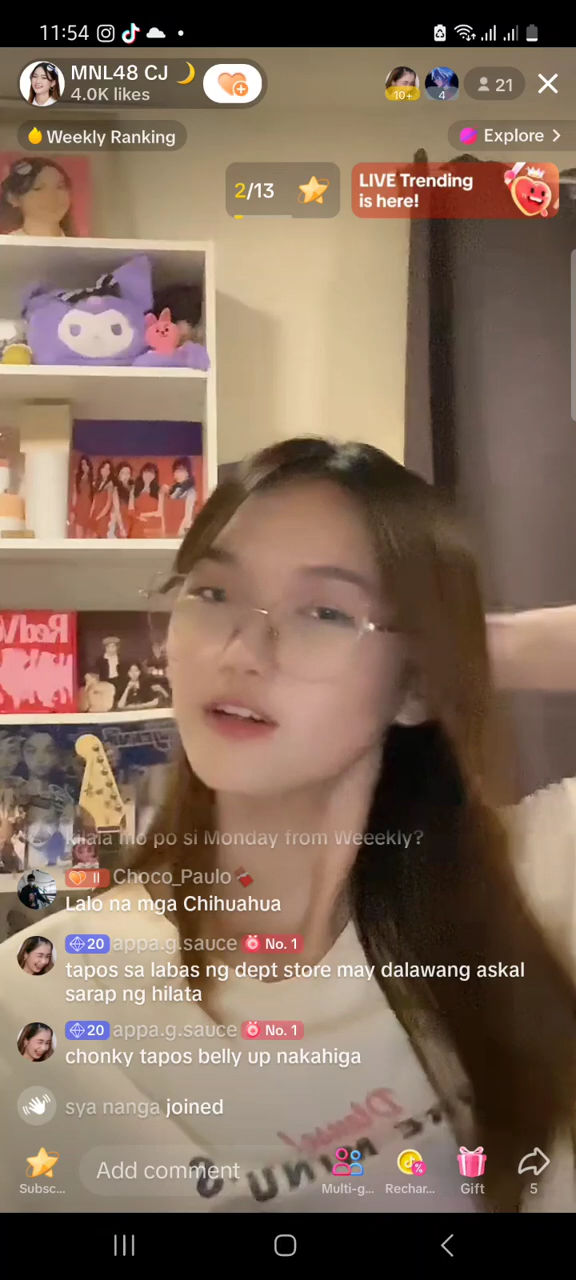 11:54
MNL48 CJ 🌙
4.0K likes
10+
4
21
Weekly Ranking
Explore >
2/13
LIVE Trending
is here!
kilala mo po si Monday from Weeekly?
II Choco_Paulo
Lalo na mga Chihuahua
20 appa.g.sauce No. 1
tapos sa labas ng dept store may dalawang askal
sarap ng hilata
20 appa.g.sauce No. 1
chonky tapos belly up nakahiga
sya nanga joined
Add comment
Subsc...
Multi-g...
Rechar...
Gift
5